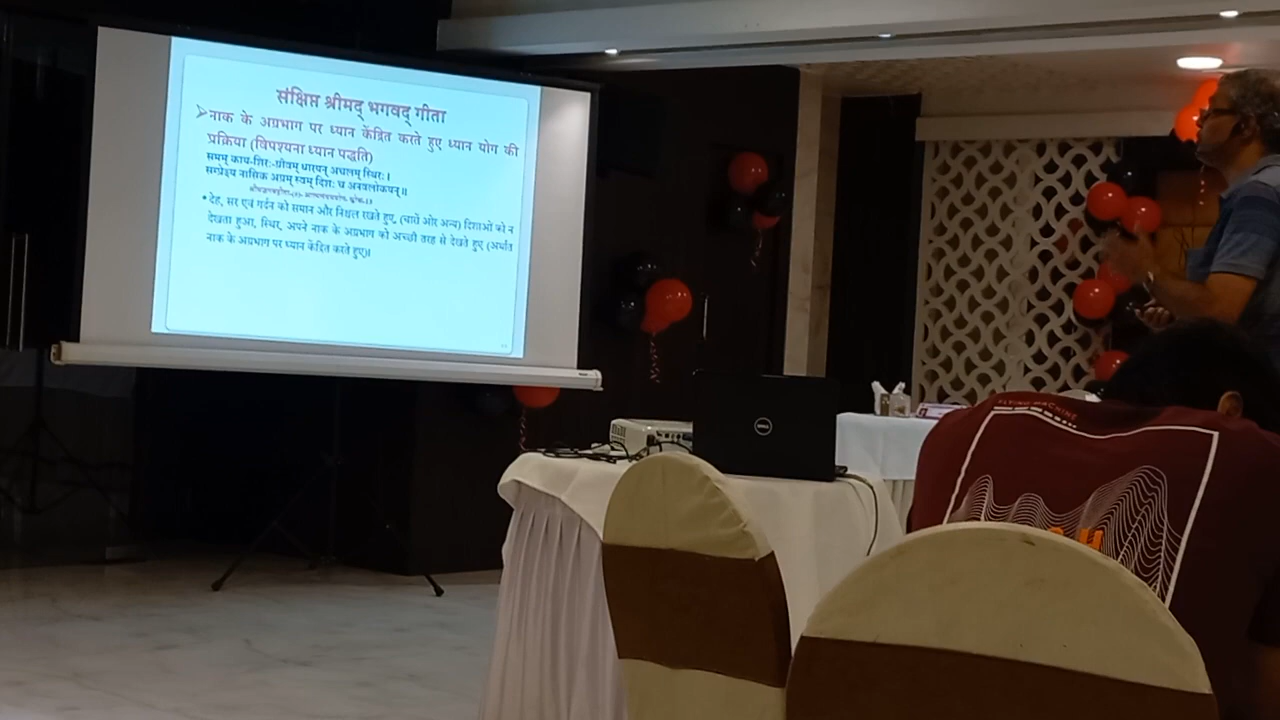 संक्षिप्त श्रीमद् भगवद् गीता
नाक के अग्रभाग पर ध्यान केंद्रित करते हुए ध्यान योग की
प्रक्रिया (विपश्यना ध्यान पद्धति)
समम् काय-शिरः-ग्रीवम् धारयन् अचलम् स्थिरः।
सम्प्रेक्ष्य नासिक अग्रम् स्वम् दिशः च अनवलोकयन्॥
• देह, सर एवं गर्दन को समान और निश्चल रखते हुए, (चारों ओर अन्य) दिशाओं को न
देखता हुआ, स्थिर, अपने नाक के अग्रभाग को अच्छी तरह से देखते हुए (अर्थात
नाक के अग्रभाग पर ध्यान केंद्रित करते हुए)।
DELL
FLYING MACHINE